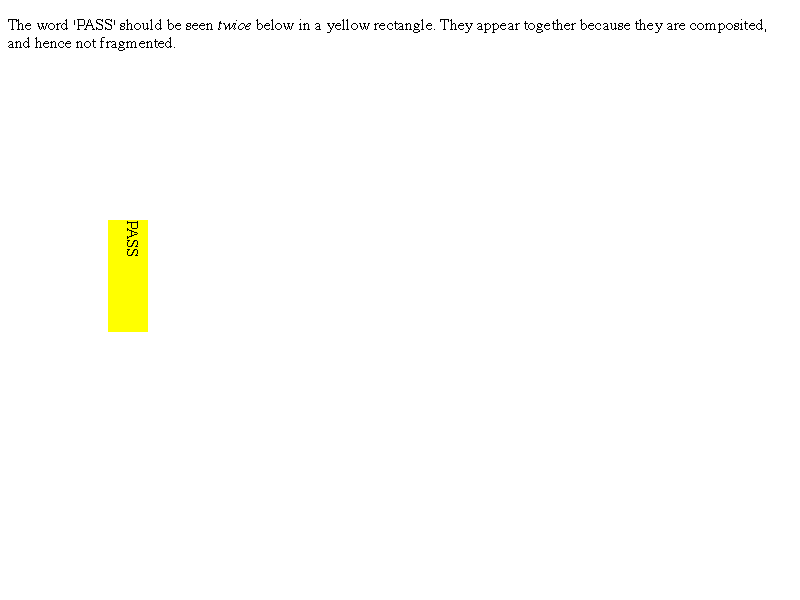 The word 'PASS' should be seen twice below in a yellow rectangle. They appear together because they are composited,
and hence not fragmented.
PASS